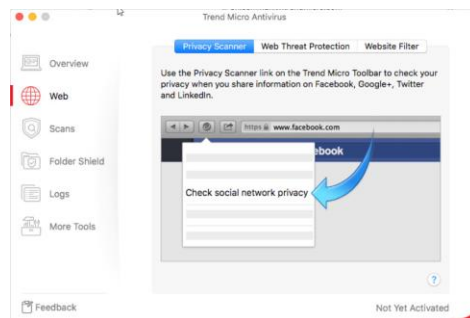 Trend Micro Antivirus
Privacy Scanner
Web Threat Protection
Website Filter
Overview
Web
Scans
Folder Shield
Logs
More Tools
Use the Privacy Scanner link on the Trend Micro Toolbar to check your
privacy when you share information on Facebook, Google+, Twitter
and LinkedIn.
https www.facebook.com
ebook
Check social network privacy
?
Feedback
Not Yet Activated